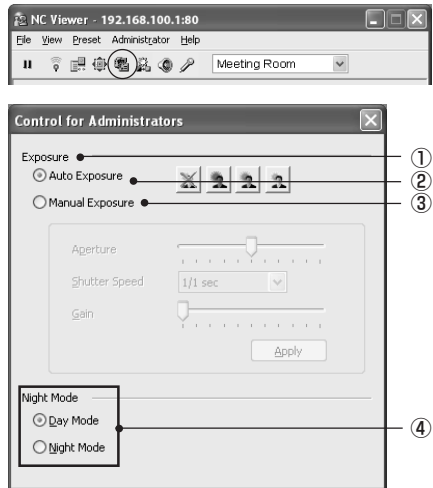 NC Viewer - 192.168.100.1:80
File View Preset Administrator Help
Meeting Room
Control for Administrators
Exposure ①
Auto Exposure ②
Manual Exposure ③
Aperture
Shutter Speed 1/1 sec
Gain
Apply
Night Mode
Day Mode ④
Night Mode